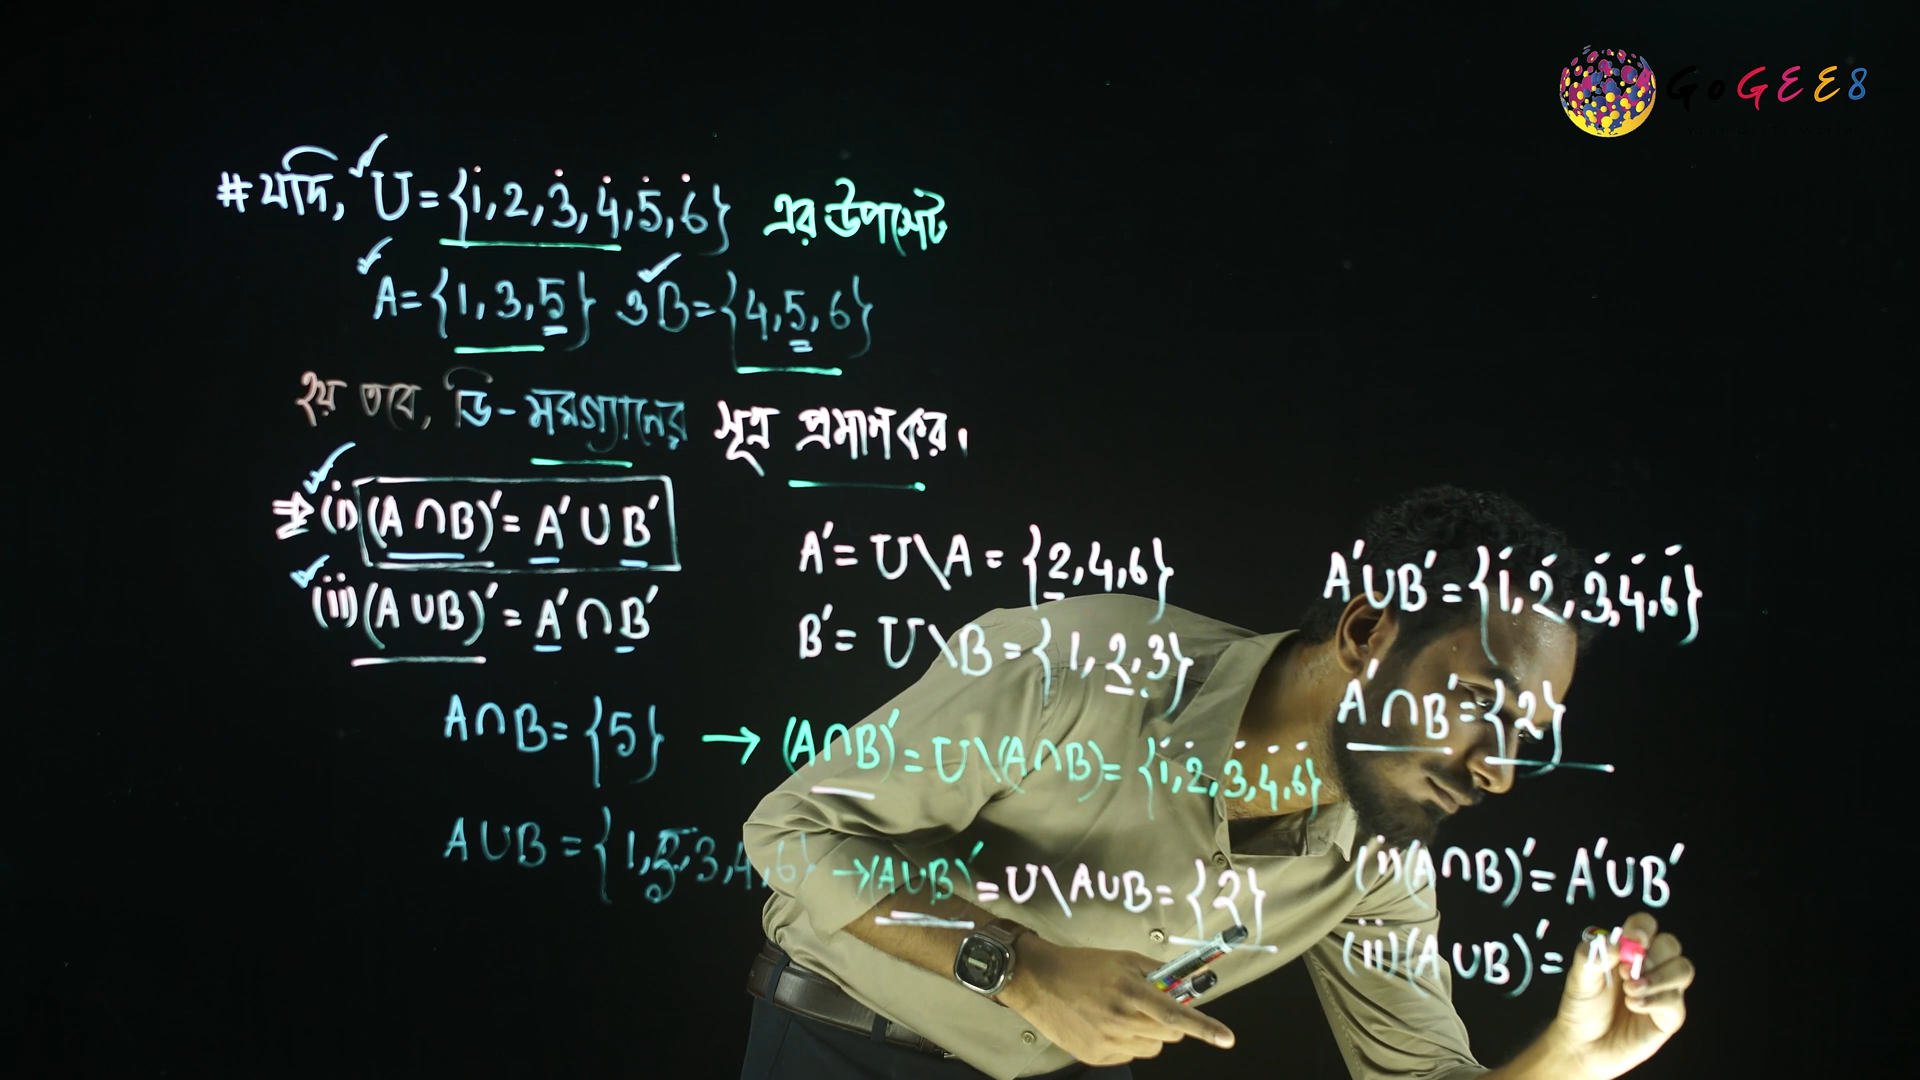 GoGEE8
# যদি, U = {1, 2, 3, 4, 5, 6} এর উপসেট
A = {1, 3, 5} ও B = {4, 5, 6}
হয় তবে, ডি-মরগ্যানের সূত্র প্রমান কর।
⇒ (i) (A ∩ B)' = A' ∪ B'
(ii) (A ∪ B)' = A' ∩ B'
A' = U \ A = {2, 4, 6}
B' = U \ B = {1, 2, 3}
A ∩ B = {5} → (A ∩ B)' = U \ (A ∩ B) = {1, 2, 3, 4, 6}
A ∪ B = {1, 3, 4, 6} → (A ∪ B)' = U \ A ∪ B = {2}
A' ∪ B' = {1, 2, 3, 4, 6}
A' ∩ B' = {2}
(i) (A ∩ B)' = A' ∪ B'
(ii) (A ∪ B)' = A'